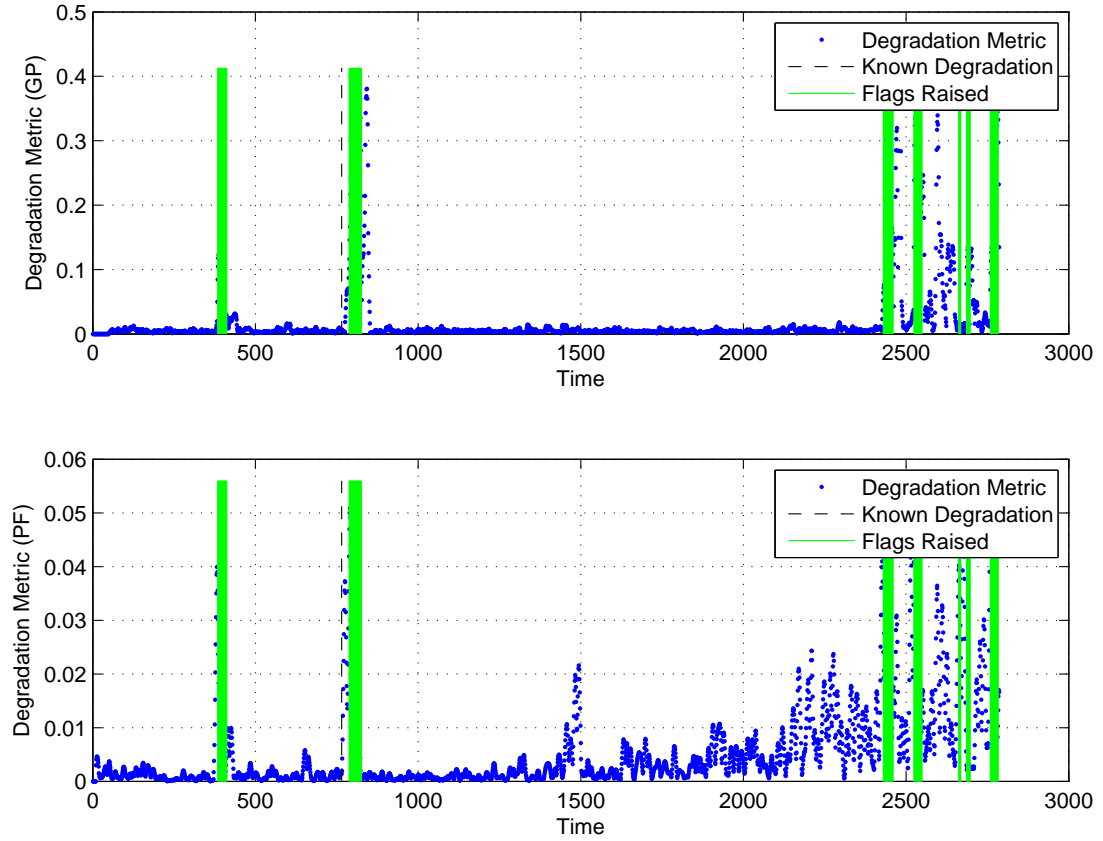 0.5
0.4
0.3
0.2
0.1
0
Degradation Metric (GP)
Degradation Metric
Known Degradation
Flags Raised
0 500 1000 1500 2000 2500 3000
Time
0.06
0.05
0.04
0.03
0.02
0.01
0
Degradation Metric (PF)
Degradation Metric
Known Degradation
Flags Raised
0 500 1000 1500 2000 2500 3000
Time